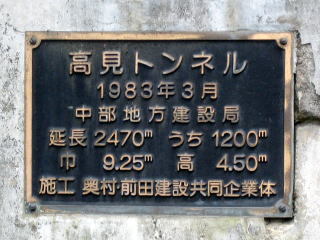 高見トンネル
1983年3月
中部地方建設局
延長 2470m うち 1200m
巾 9.25m 高 4.50m
施工 奥村・前田建設共同企業体